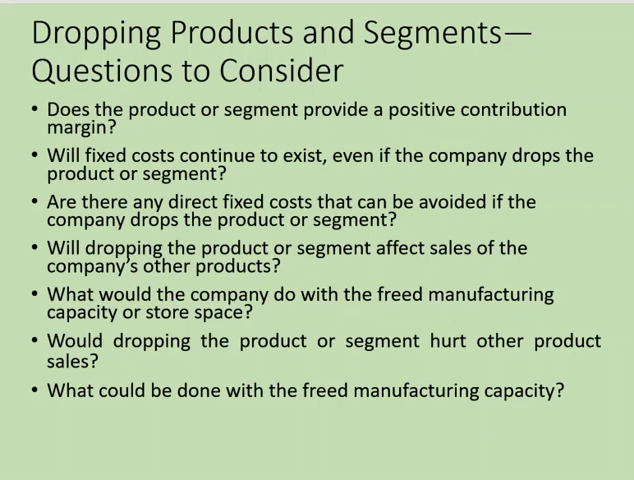 Dropping Products and Segments—
Questions to Consider
• Does the product or segment provide a positive contribution
margin?
• Will fixed costs continue to exist, even if the company drops the
product or segment?
• Are there any direct fixed costs that can be avoided if the
company drops the product or segment?
• Will dropping the product or segment affect sales of the
company’s other products?
• What would the company do with the freed manufacturing
capacity or store space?
• Would dropping the product or segment hurt other product
sales?
• What could be done with the freed manufacturing capacity?